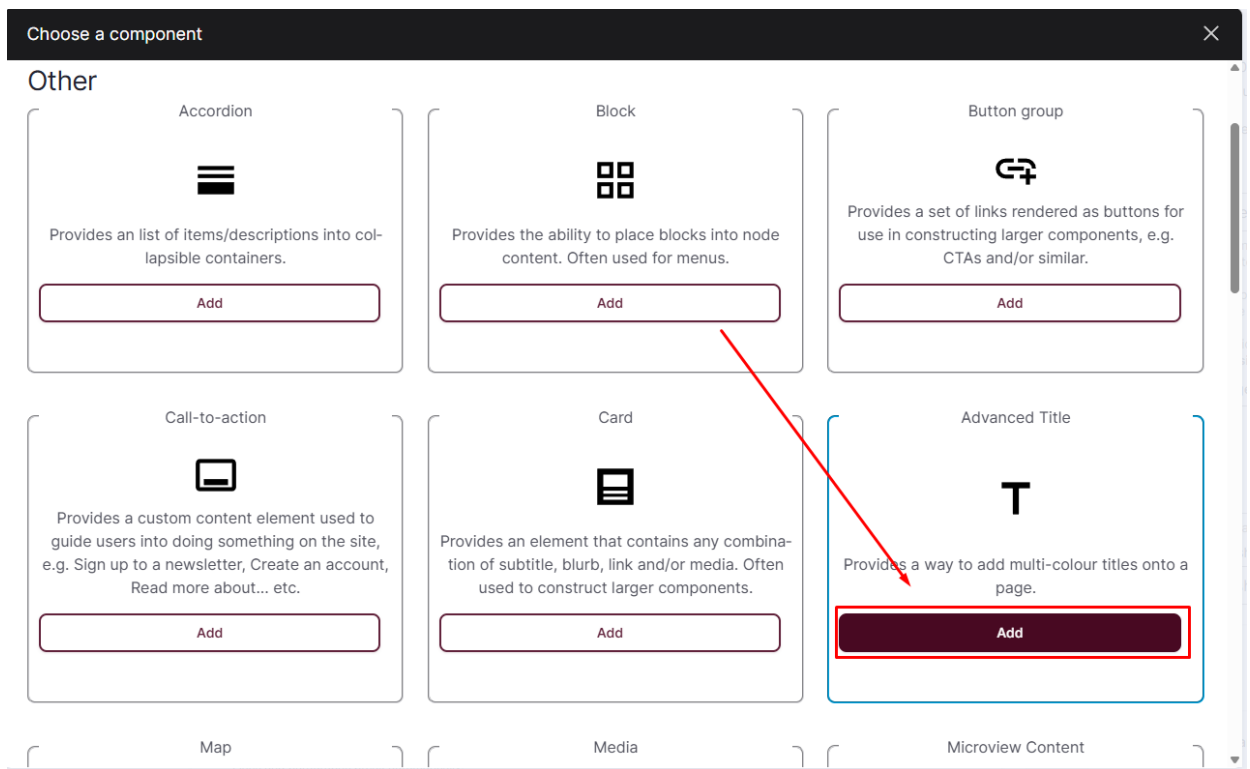 Choose a component
Other
Accordion
Provides an list of items/descriptions into col-
lapsible containers.
Add
Block
Provides the ability to place blocks into node
content. Often used for menus.
Add
Button group
Provides a set of links rendered as buttons for
use in constructing larger components, e.g.
CTAs and/or similar.
Add
Call-to-action
Provides a custom content element used to
guide users into doing something on the site,
e.g. Sign up to a newsletter, Create an account,
Read more about... etc.
Add
Card
Provides an element that contains any combina-
tion of subtitle, blurb, link and/or media. Often
used to construct larger components.
Add
Advanced Title
Provides a way to add multi-colour titles onto a
page.
Add
Map
Media
Microview Content